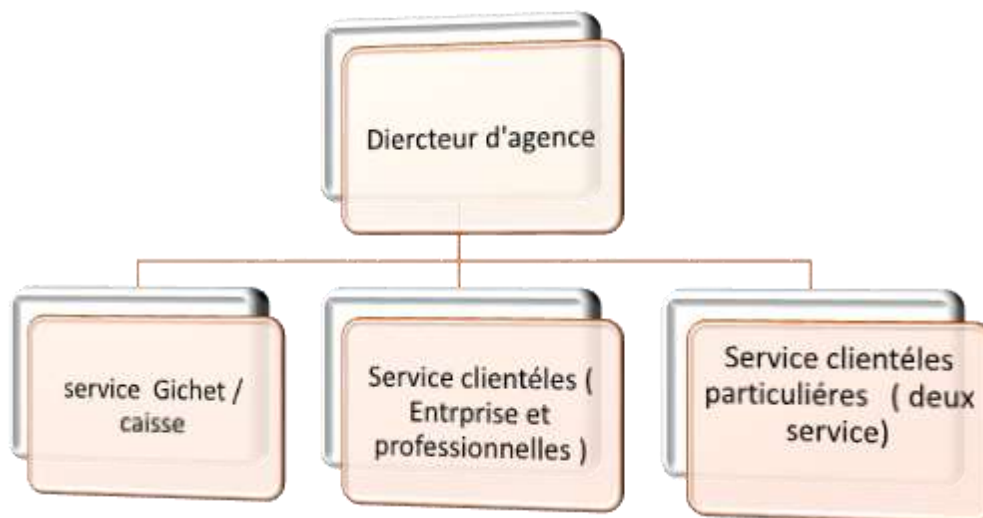 Diercteur d'agence
service Gichet /
caisse
Service clientéles (
Entrprise et
professionnelles )
Service clientéles
particuliéres ( deux
service)